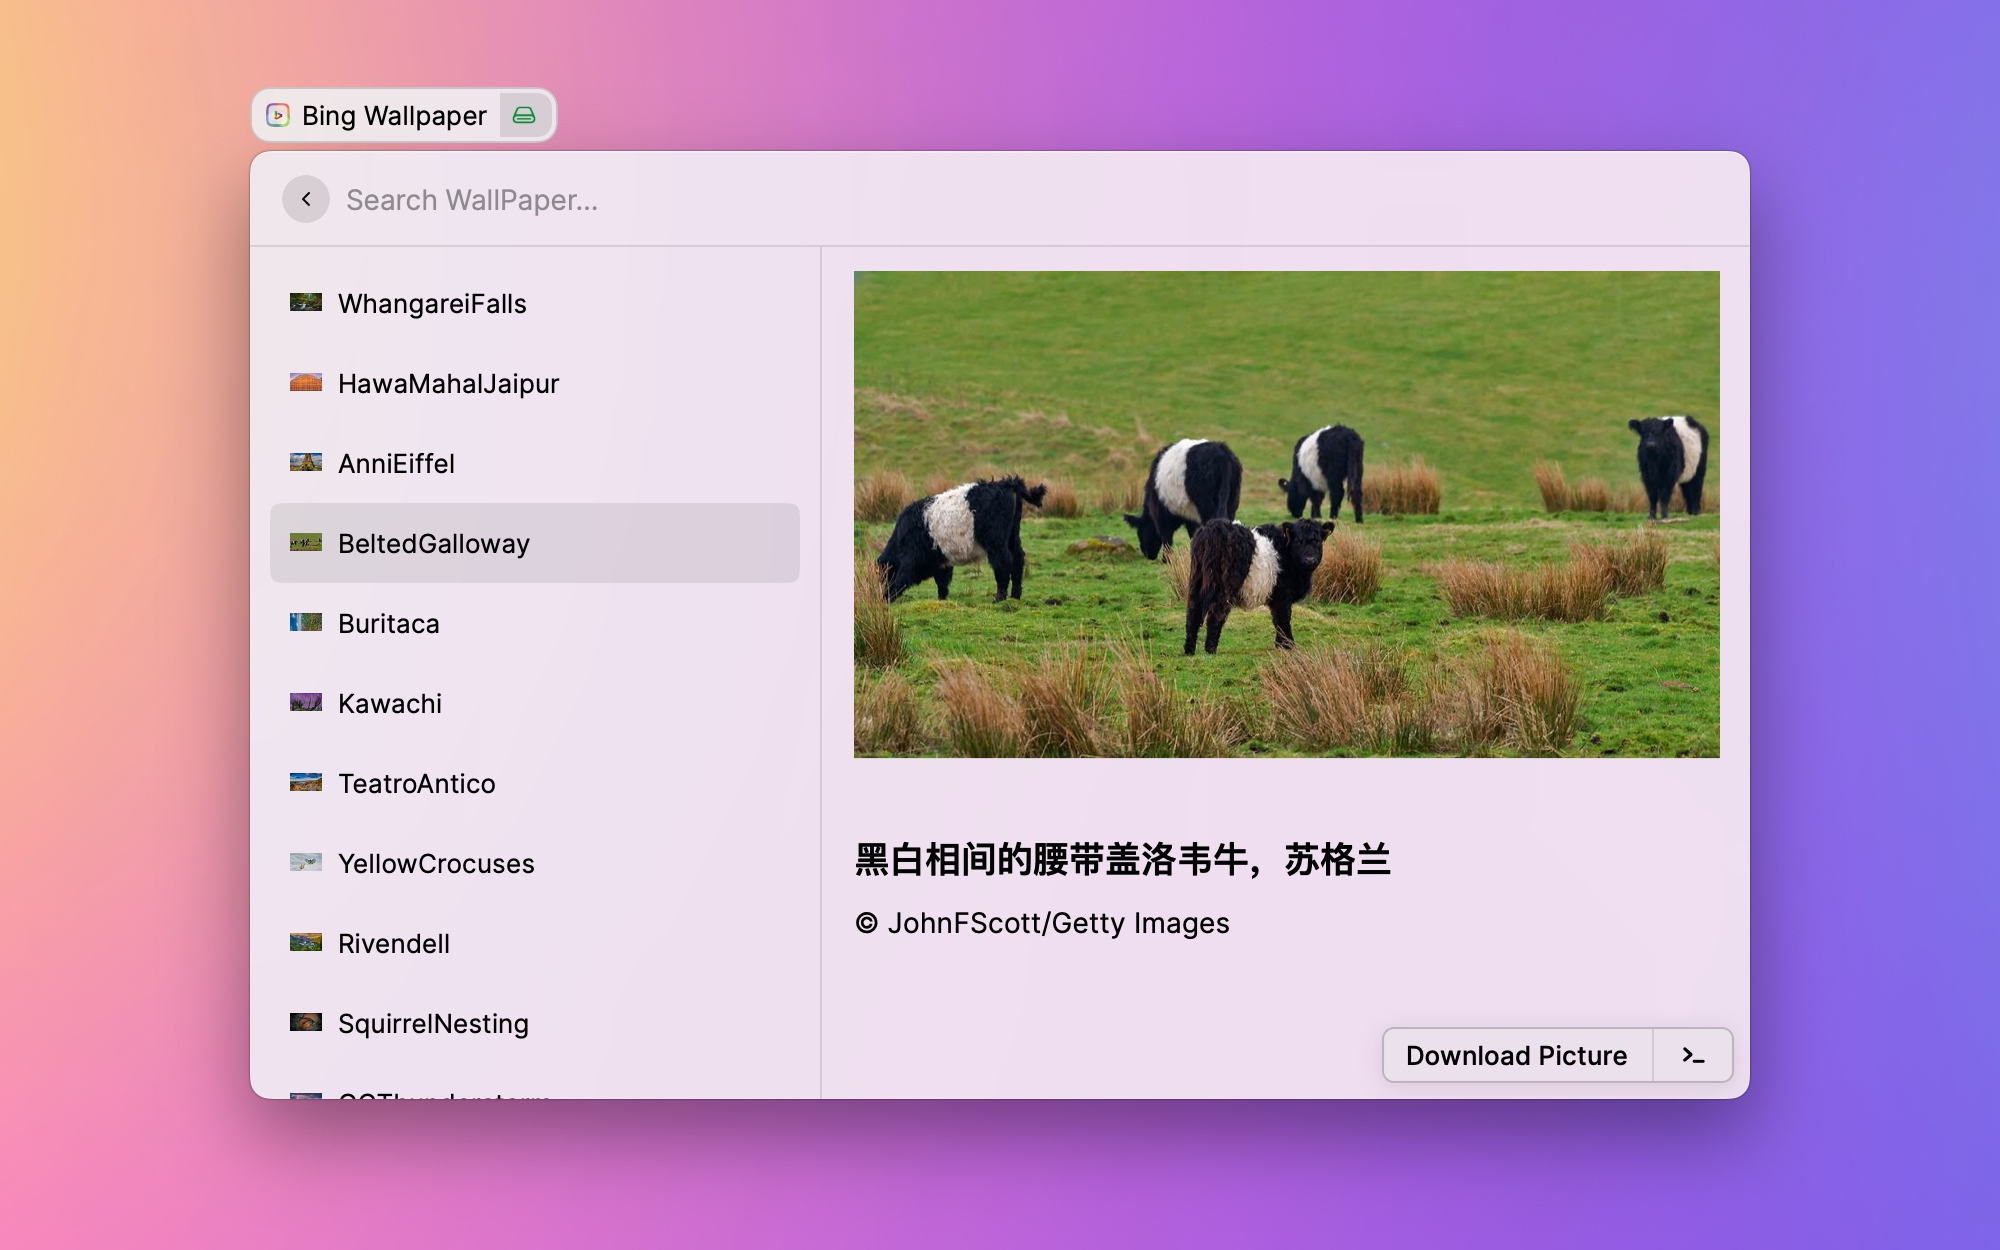 Bing Wallpaper
Search WallPaper...
WhangareiFalls
HawaMahalJaipur
AnniEiffel
BeltedGalloway
Buritaca
Kawachi
TeatroAntico
YellowCrocuses
Rivendell
SquirrelNesting
黑白相间的腰带盖洛韦牛，苏格兰
© JohnFScott/Getty Images
Download Picture